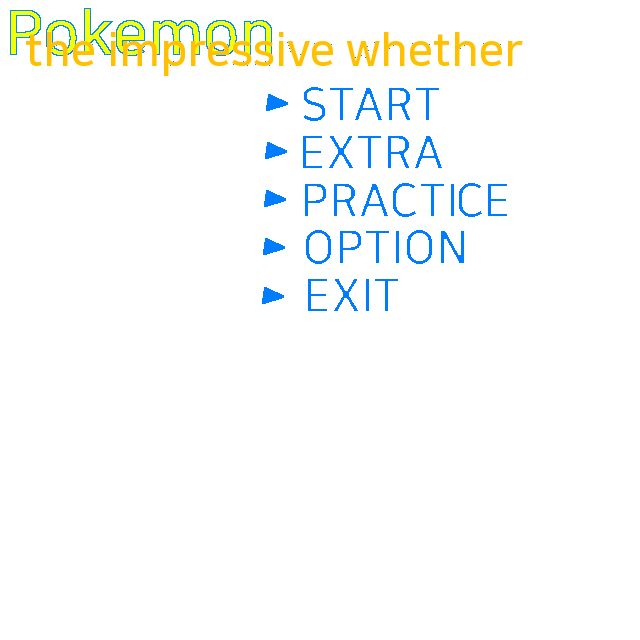 Pokemon
the impressive whether
START
EXTRA
PRACTICE
OPTION
EXIT